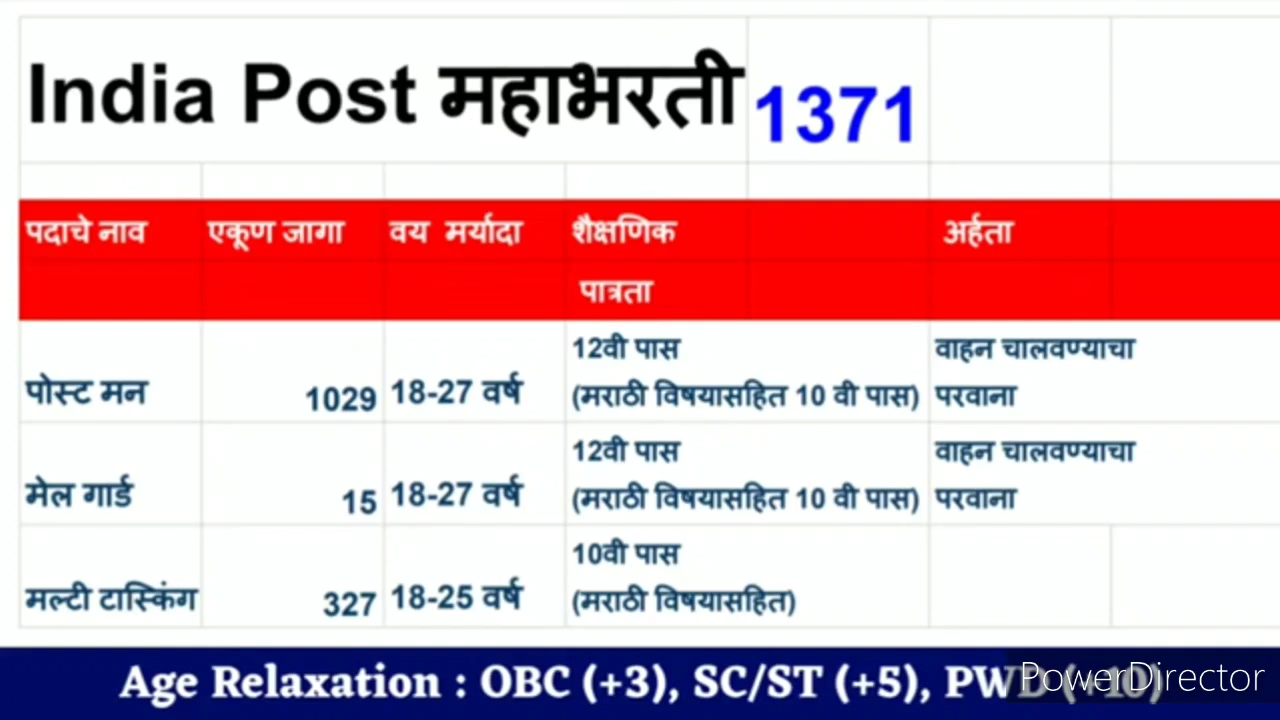 India Post महाभरती 1371
पदाचे नाव एकूण जागा वय मर्यादा शैक्षणिक अर्हता
पात्रता
12वी पास वाहन चालवण्याचा
पोस्ट मन 1029 18-27 वर्ष (मराठी विषयासहित 10 वी पास) परवाना
12वी पास वाहन चालवण्याचा
मेल गार्ड 15 18-27 वर्ष (मराठी विषयासहित 10 वी पास) परवाना
10वी पास
मल्टी टास्किंग 327 18-25 वर्ष (मराठी विषयासहित)
Age Relaxation : OBC (+3), SC/ST (+5), PWD (+10)
PowerDirector